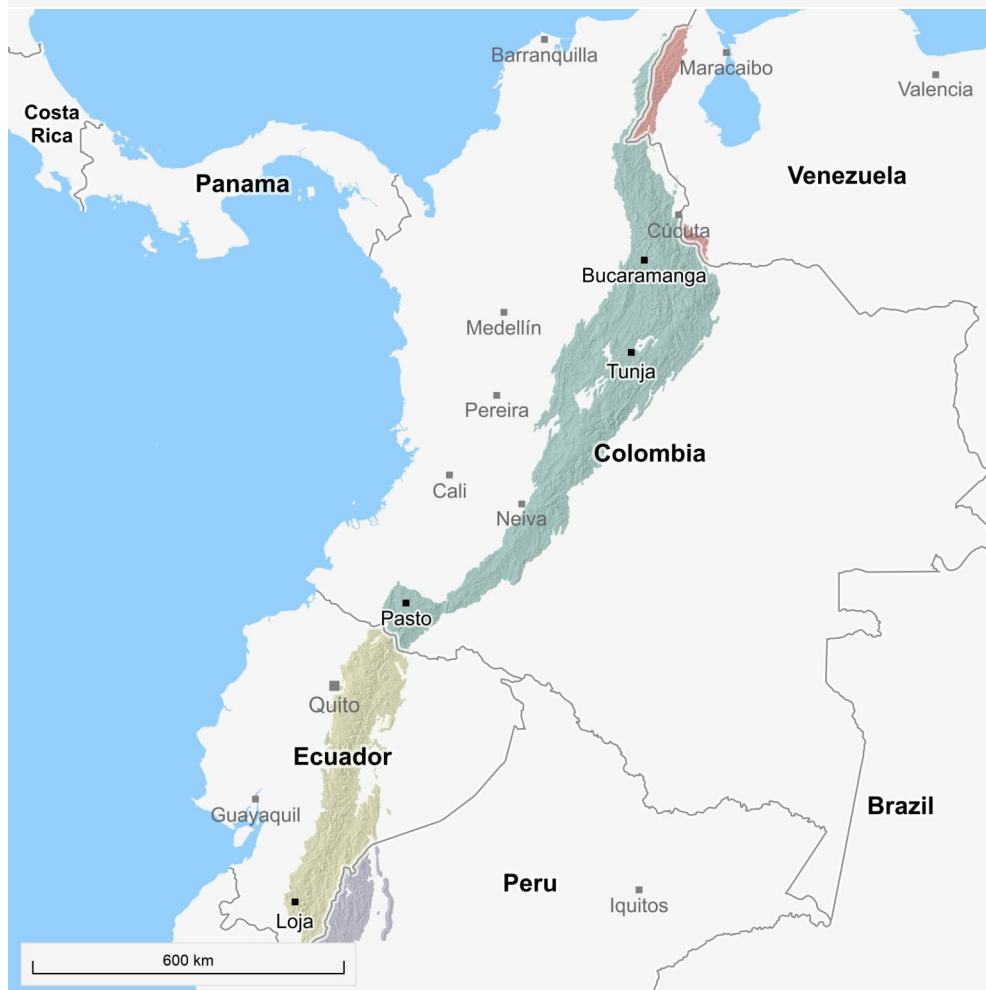 Barranquilla
Maracaibo
Valencia
Costa
Rica
Panama
Venezuela
Cúcuta
Bucaramanga
Medellín
Tunja
Pereira
Colombia
Cali
Neiva
Pasto
Quito
Ecuador
Guayaquil
Brazil
Peru
Iquitos
Loja
600 km